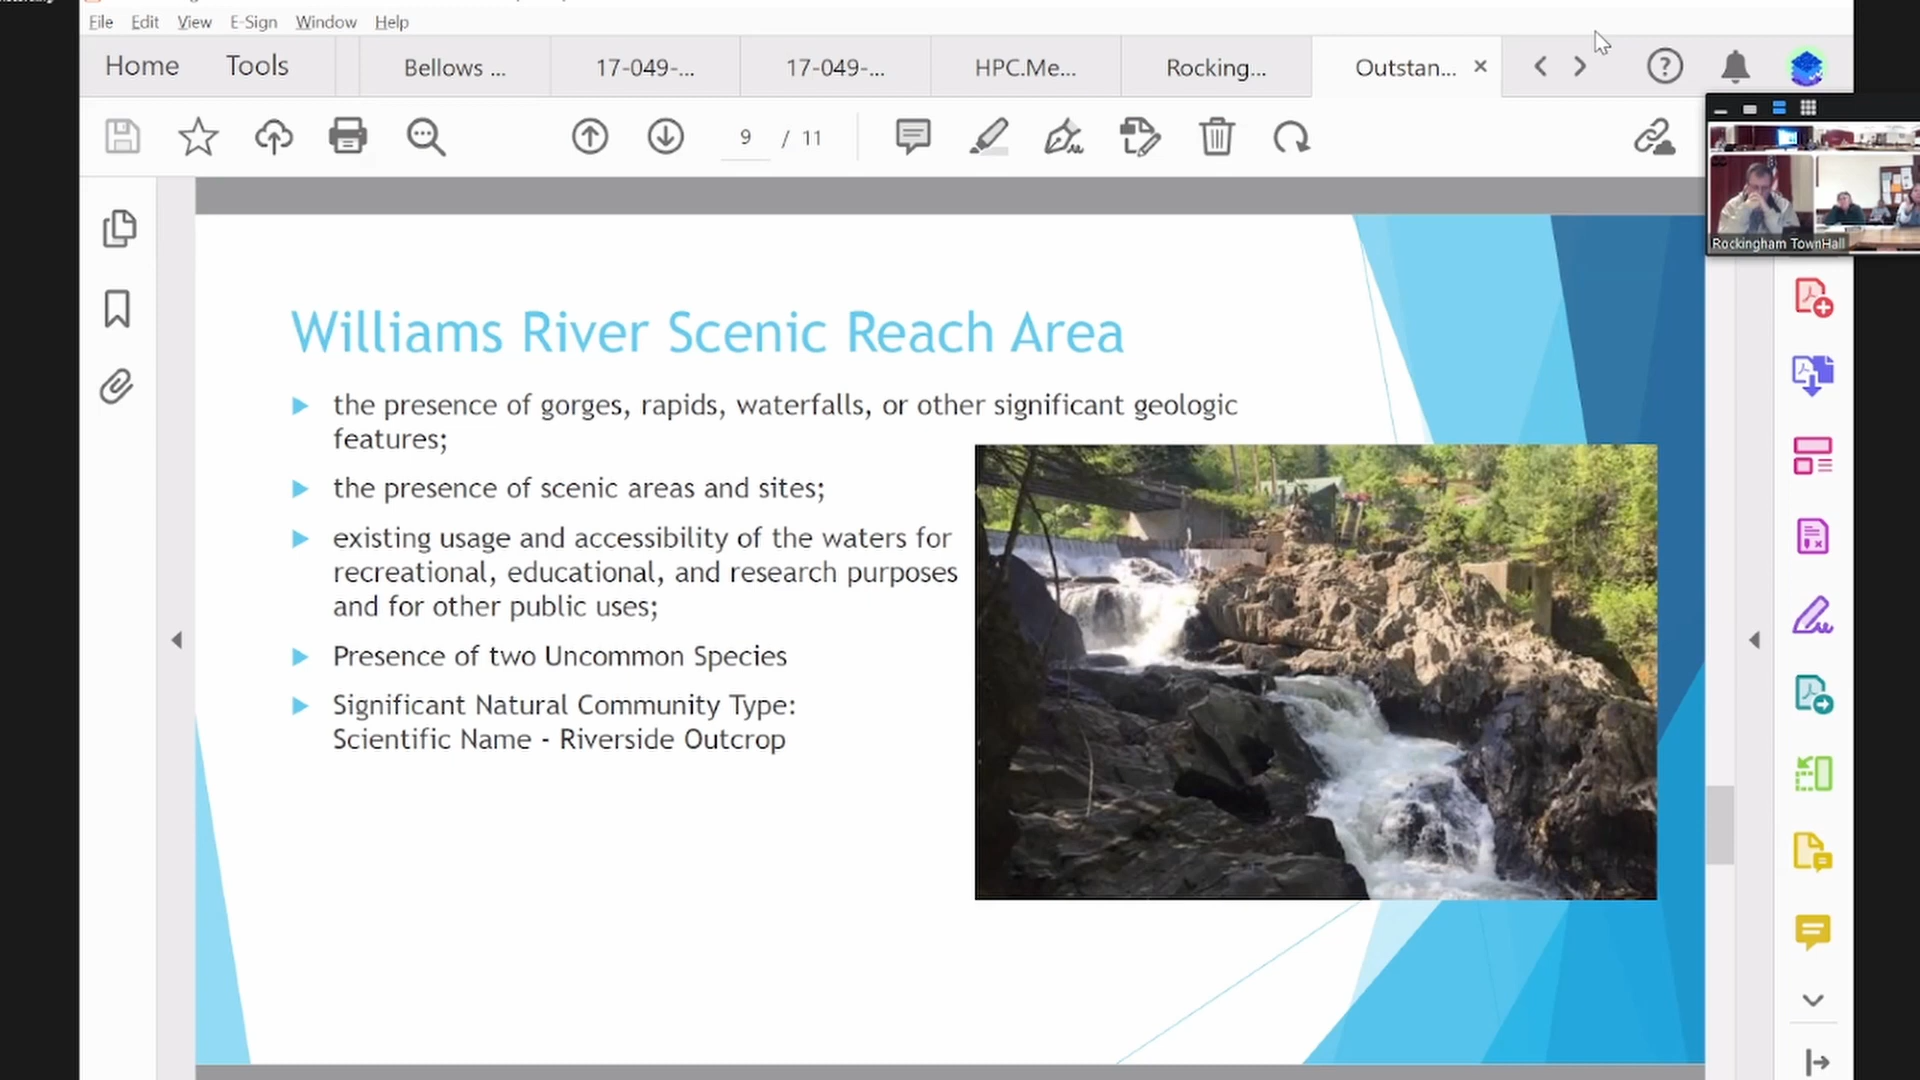 File Edit View E-Sign Window Help
Home Tools Bellows ... 17-049-... 17-049-... HPC.Me... Rocking... Outstan...
9 / 11
Rockingham TownHall
Williams River Scenic Reach Area
the presence of gorges, rapids, waterfalls, or other significant geologic
features;
the presence of scenic areas and sites;
existing usage and accessibility of the waters for
recreational, educational, and research purposes
and for other public uses;
Presence of two Uncommon Species
Significant Natural Community Type:
Scientific Name - Riverside Outcrop